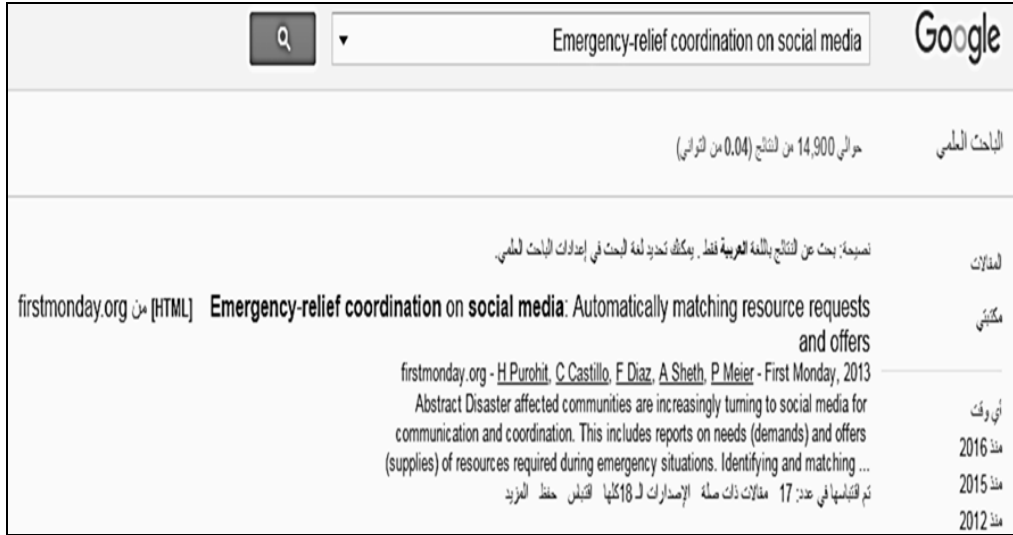 Google
Emergency-relief coordination on social media
الباحث العلمي
حوالي 14,900 من النتائج (0.04 من الثواني)
المقالات
مكتبتي
أي وقت
منذ 2016
منذ 2015
منذ 2012
نصيحة: بحث عن النتائج باللغة العربية فقط. يمكنك تحديد لغة البحث في إعدادات الباحث العلمي.
Emergency-relief coordination on social media: Automatically matching resource requests
and offers
[HTML] من firstmonday.org
firstmonday.org - H Purohit, C Castillo, F Diaz, A Sheth, P Meier - First Monday, 2013
Abstract Disaster affected communities are increasingly turning to social media for
communication and coordination. This includes reports on needs (demands) and offers
(supplies) of resources required during emergency situations. Identifying and matching ...
تم اقتباسها في عدد: 17 مقالات ذات صلة الإصدارات الـ 18كلها اقتباس حفظ المزيد